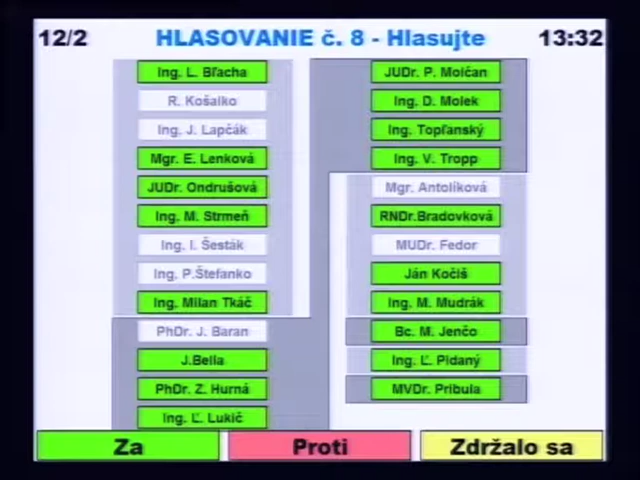 12/2 HLASOVANIE č. 8 - Hlasujte 13:32
Ing. L. Bľacha
R. Košalko
Ing. J. Lapčák
Mgr. E. Lenková
JUDr. Ondrušová
Ing. M. Strmeň
Ing. I. Šesták
Ing. P.Štefanko
Ing. Milan Tkáč
PhDr. J. Baran
J.Bella
PhDr. Z. Hurná
Ing. Ľ. Lukič
JUDr. P. Molčan
Ing. D. Molek
Ing. Topľanský
Ing. V. Tropp
Mgr. Antolíková
RNDr.Bradovková
MUDr. Fedor
Ján Kočiš
Ing. M. Mudrák
Bc. M. Jenčo
Ing. Ľ. Pidaný
MVDr. Pribula
Za Proti Zdržalo sa